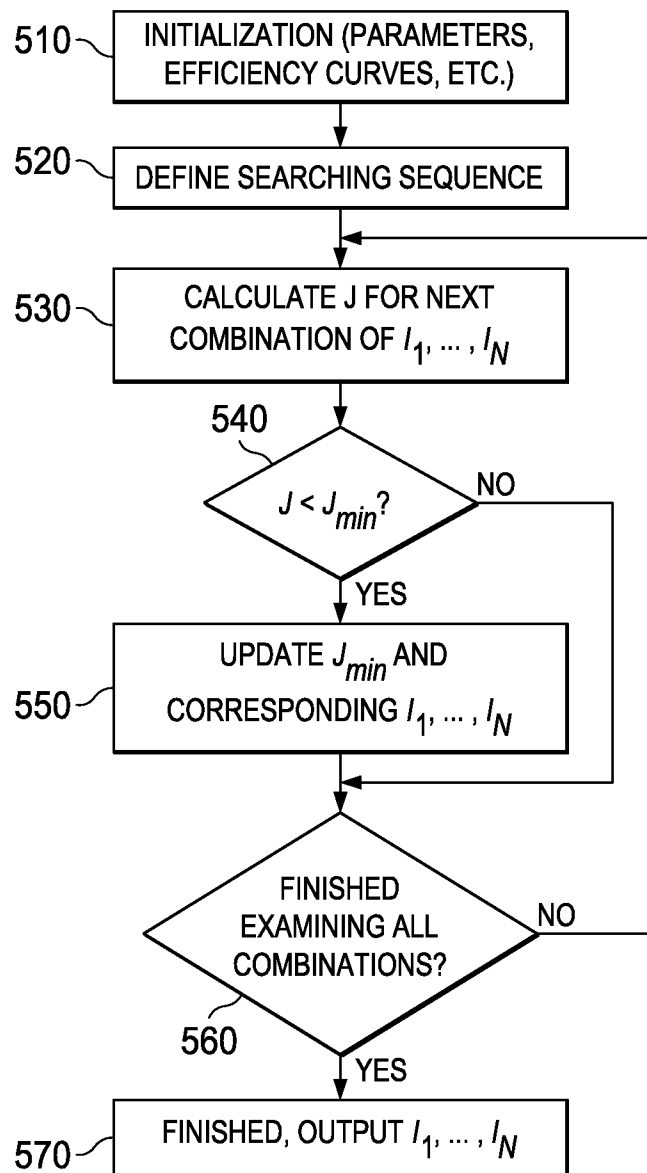 510
INITIALIZATION (PARAMETERS,
EFFICIENCY CURVES, ETC.)
520
DEFINE SEARCHING SEQUENCE
530
CALCULATE J FOR NEXT
COMBINATION OF I1, ... , IN
540
J < Jmin?
NO
YES
550
UPDATE Jmin AND
CORRESPONDING I1, ... , IN
FINISHED
EXAMINING ALL
COMBINATIONS?
NO
560
YES
570
FINISHED, OUTPUT I1, ... , IN